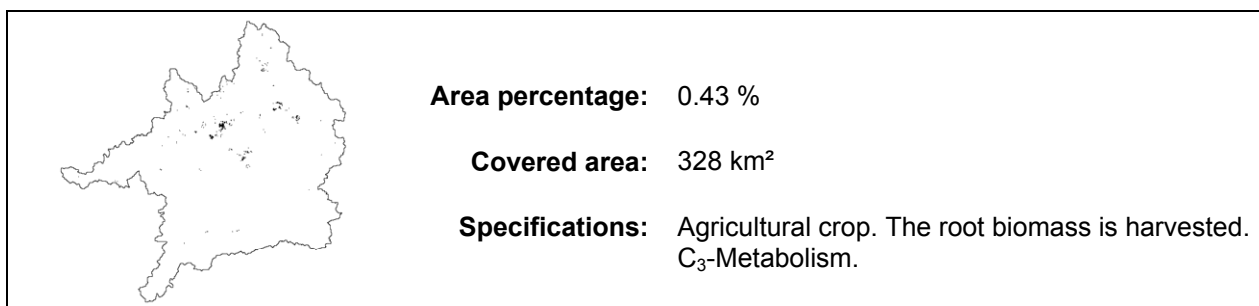 Area percentage: 0.43 %
Covered area: 328 km²
Specifications: Agricultural crop. The root biomass is harvested.
C₃-Metabolism.